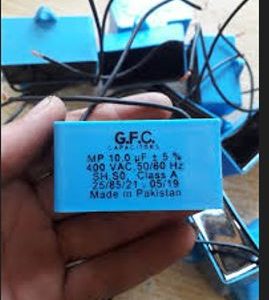 G.F.C.
CAPACITORS
MP 10.0 µF ± 5 %
400 VAC 50/60 Hz
SH.S0. Class A
25/85/21 - 05/19
Made in Pakistan